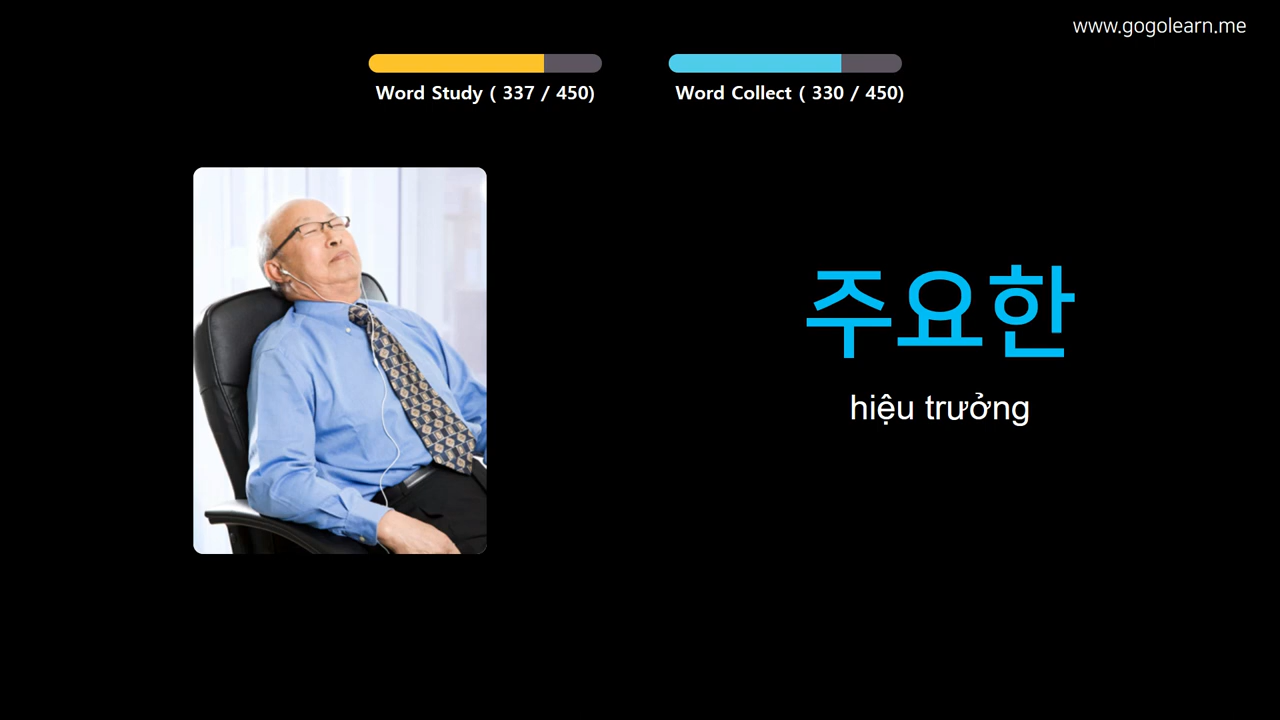 www.gogolearn.me
Word Study ( 337 / 450)
Word Collect ( 330 / 450)
주요한
hiệu trưởng